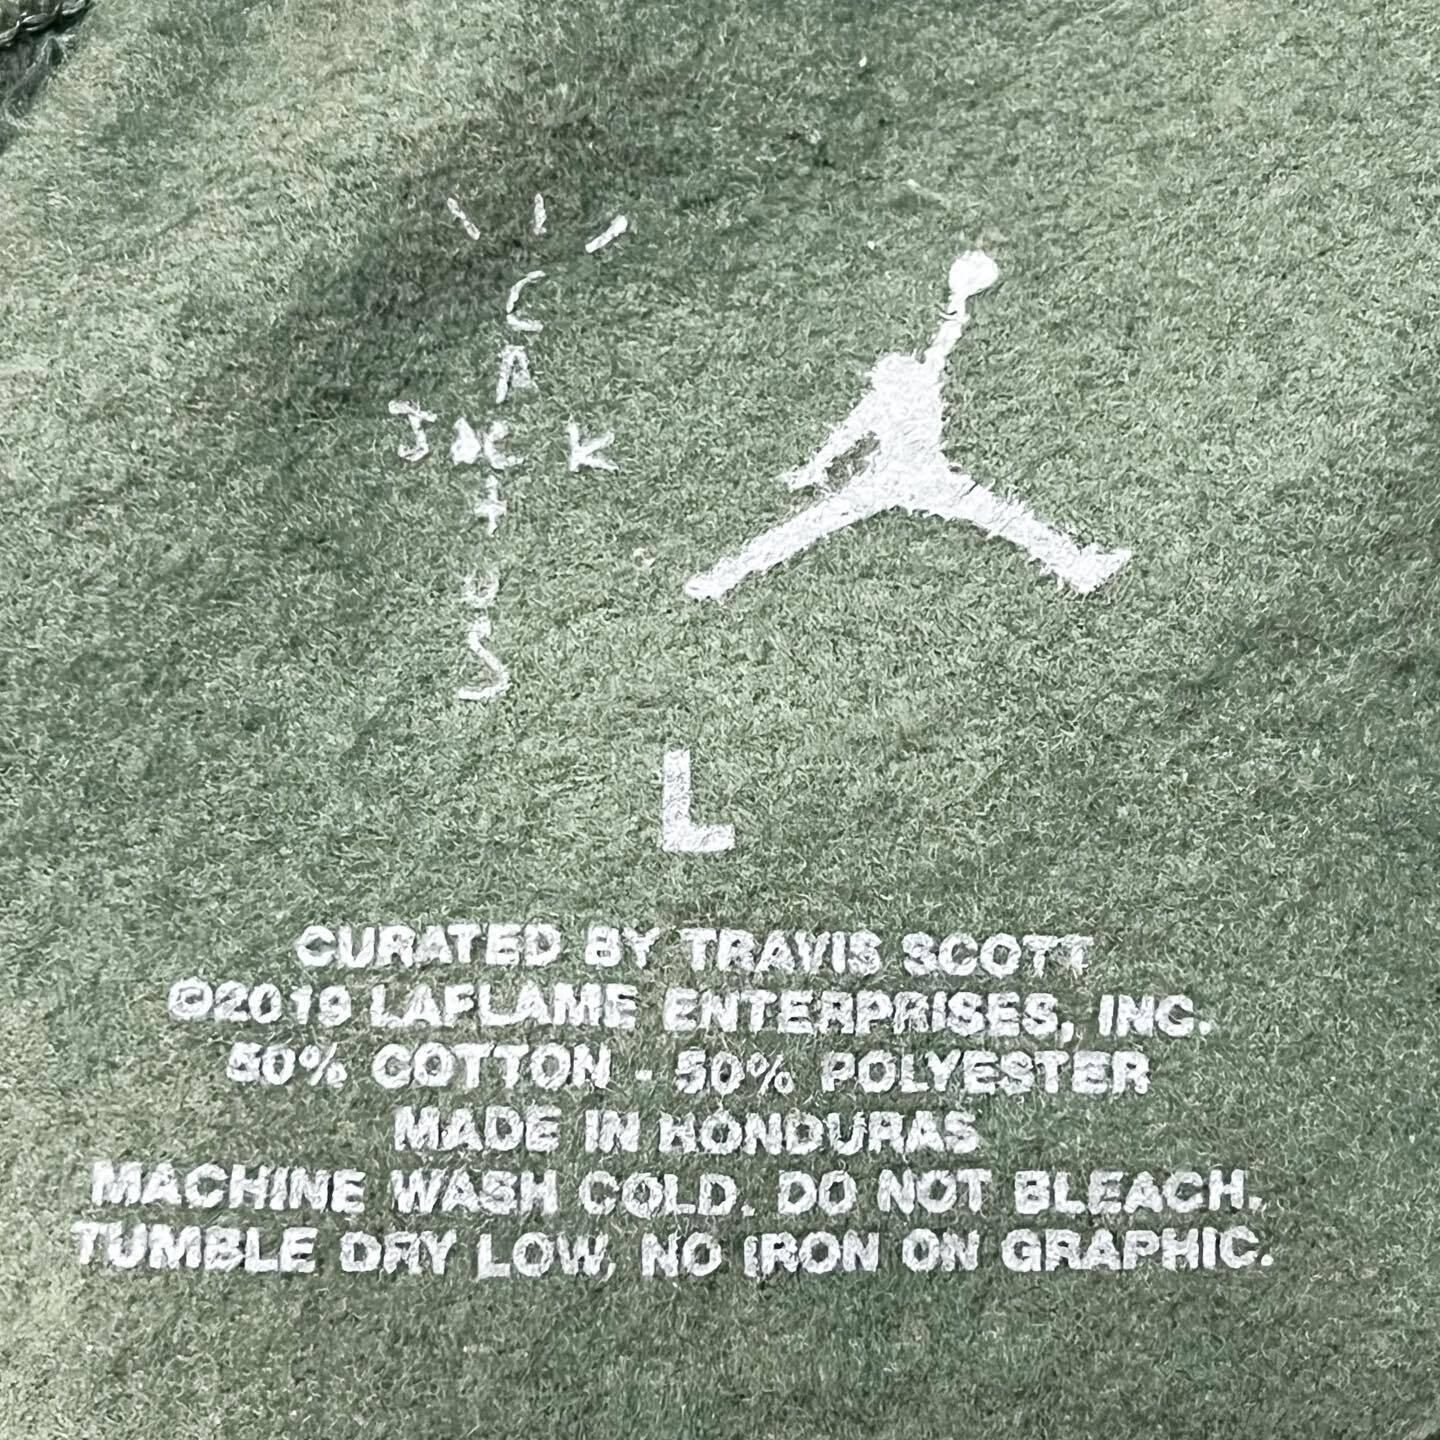 CACTUS
JACK
L
CURATED BY TRAVIS SCOTT
©2019 LAFLAME ENTERPRISES, INC.
50% COTTON - 50% POLYESTER
MADE IN HONDURAS
MACHINE WASH COLD. DO NOT BLEACH.
TUMBLE DRY LOW, NO IRON ON GRAPHIC.